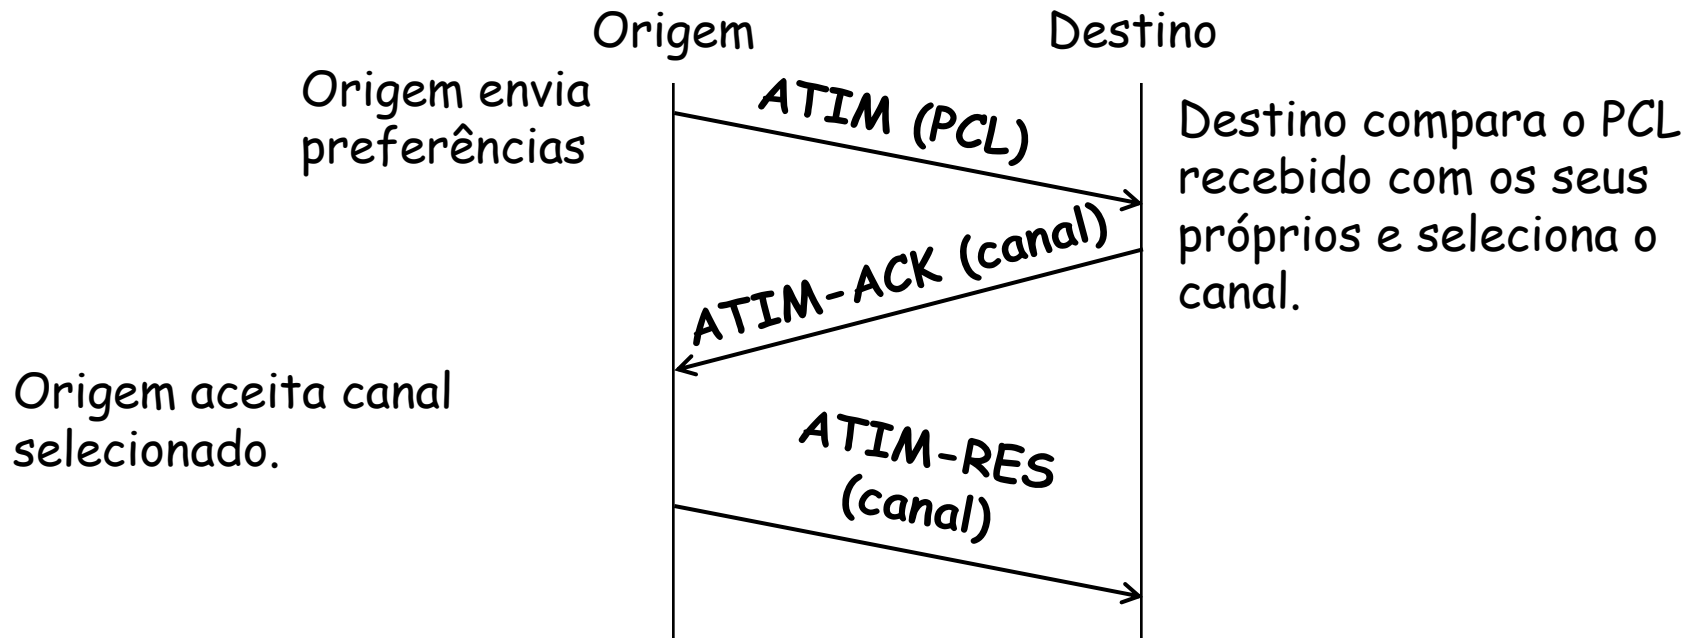 Origem
Destino
Origem envia
preferências
ATIM (PCL)
Destino compara o PCL
recebido com os seus
próprios e seleciona o
canal.
ATIM-ACK (canal)
Origem aceita canal
selecionado.
ATIM-RES
(canal)